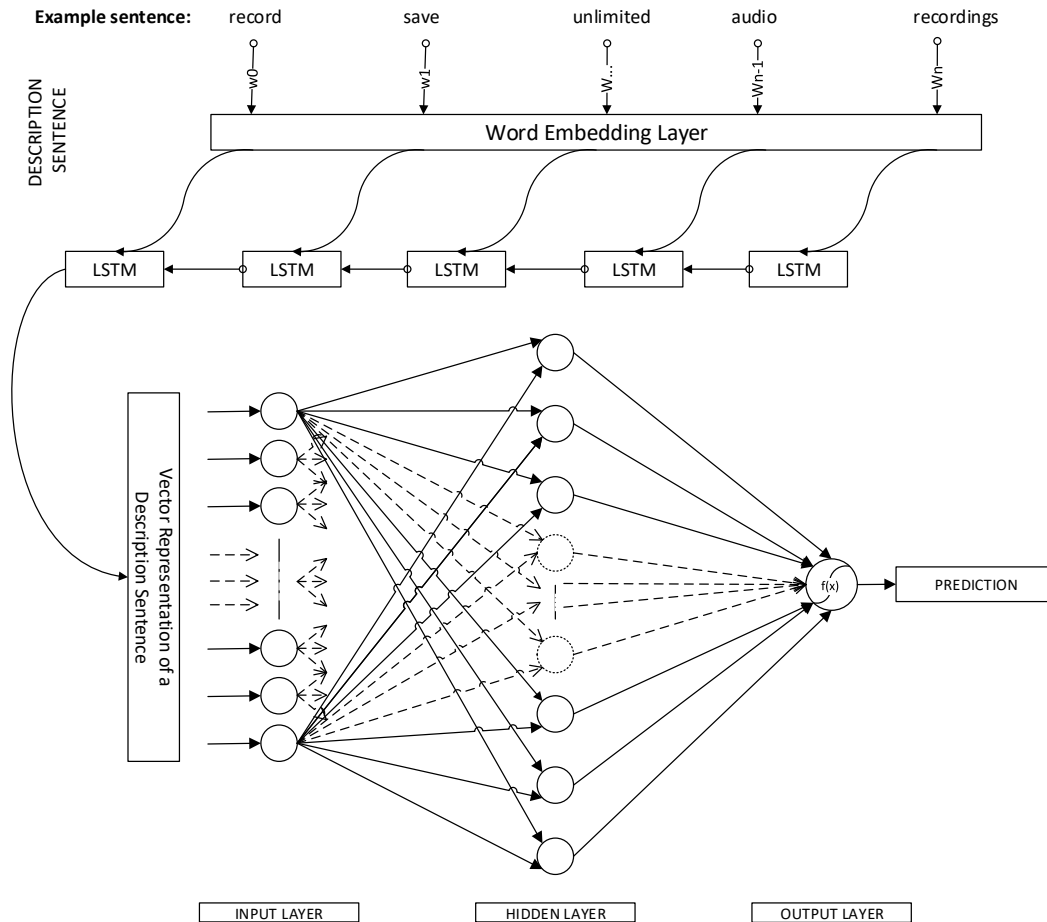 Example sentence: record save unlimited audio recordings
w0 w1 W... Wn-1 Wn
DESCRIPTION
SENTENCE
Word Embedding Layer
LSTM LSTM LSTM LSTM LSTM
Vector Representation of a
Description Sentence
f(x)
PREDICTION
INPUT LAYER HIDDEN LAYER OUTPUT LAYER